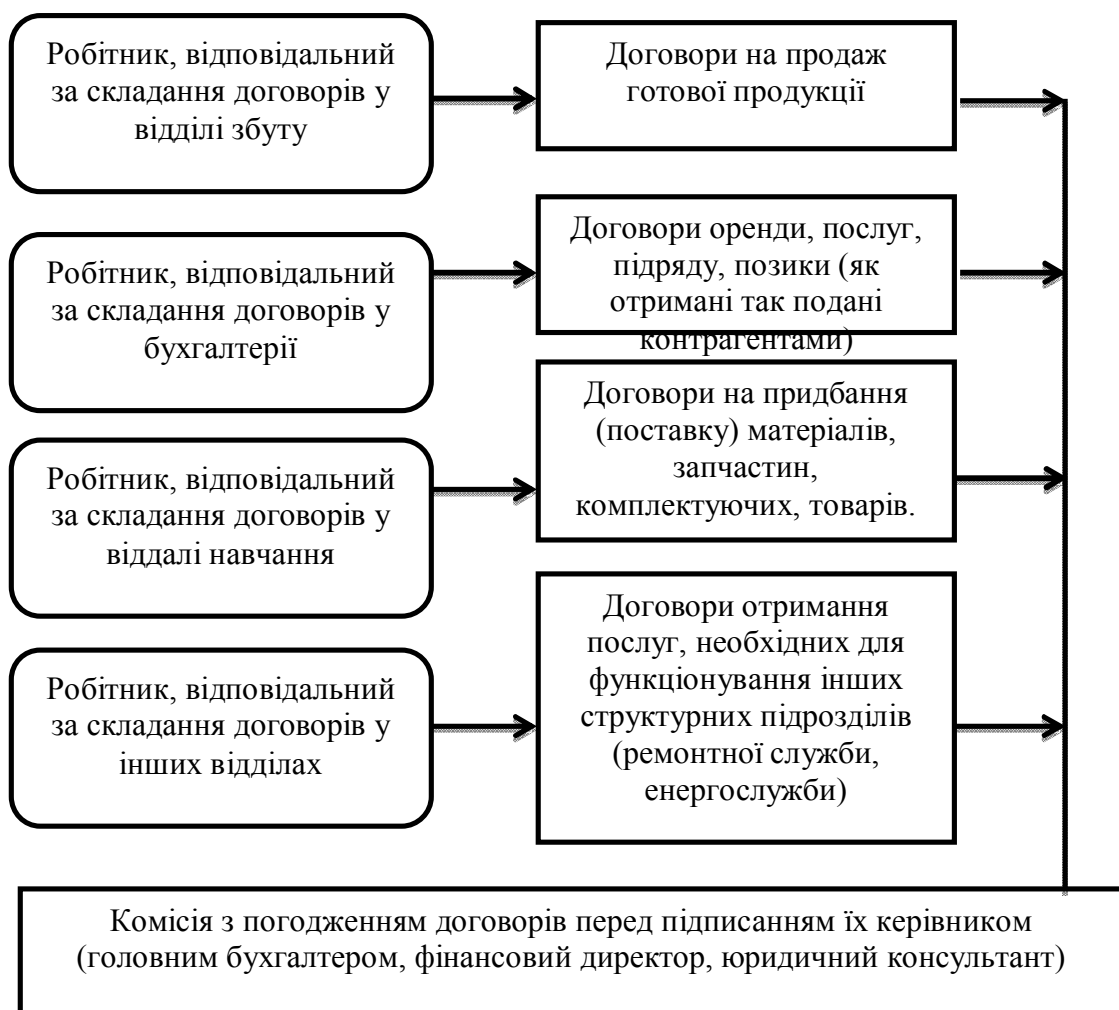 Робітник, відповідальний
за складання договорів у
відділі збуту
Договори на продаж
готової продукції
Робітник, відповідальний
за складання договорів у
бухгалтерії
Договори оренди, послуг,
підряду, позики (як
отримані так подані
контрагентами)
Робітник, відповідальний
за складання договорів у
віддалі навчання
Договори на придбання
(поставку) матеріалів,
запчастин,
комплектуючих, товарів.
Робітник, відповідальний
за складання договорів у
інших відділах
Договори отримання
послуг, необхідних для
функціонування інших
структурних підрозділів
(ремонтної служби,
енергослужби)
Комісія з погодженням договорів перед підписанням їх керівником
(головним бухгалтером, фінансовий директор, юридичний консультант)